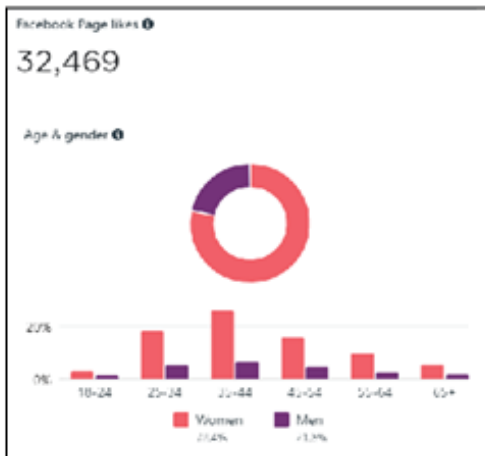 Facebook Page likes
32,469
Age & gender
20%
0%
18-24 25-34 35-44 45-54 55-64 65+
Women Men